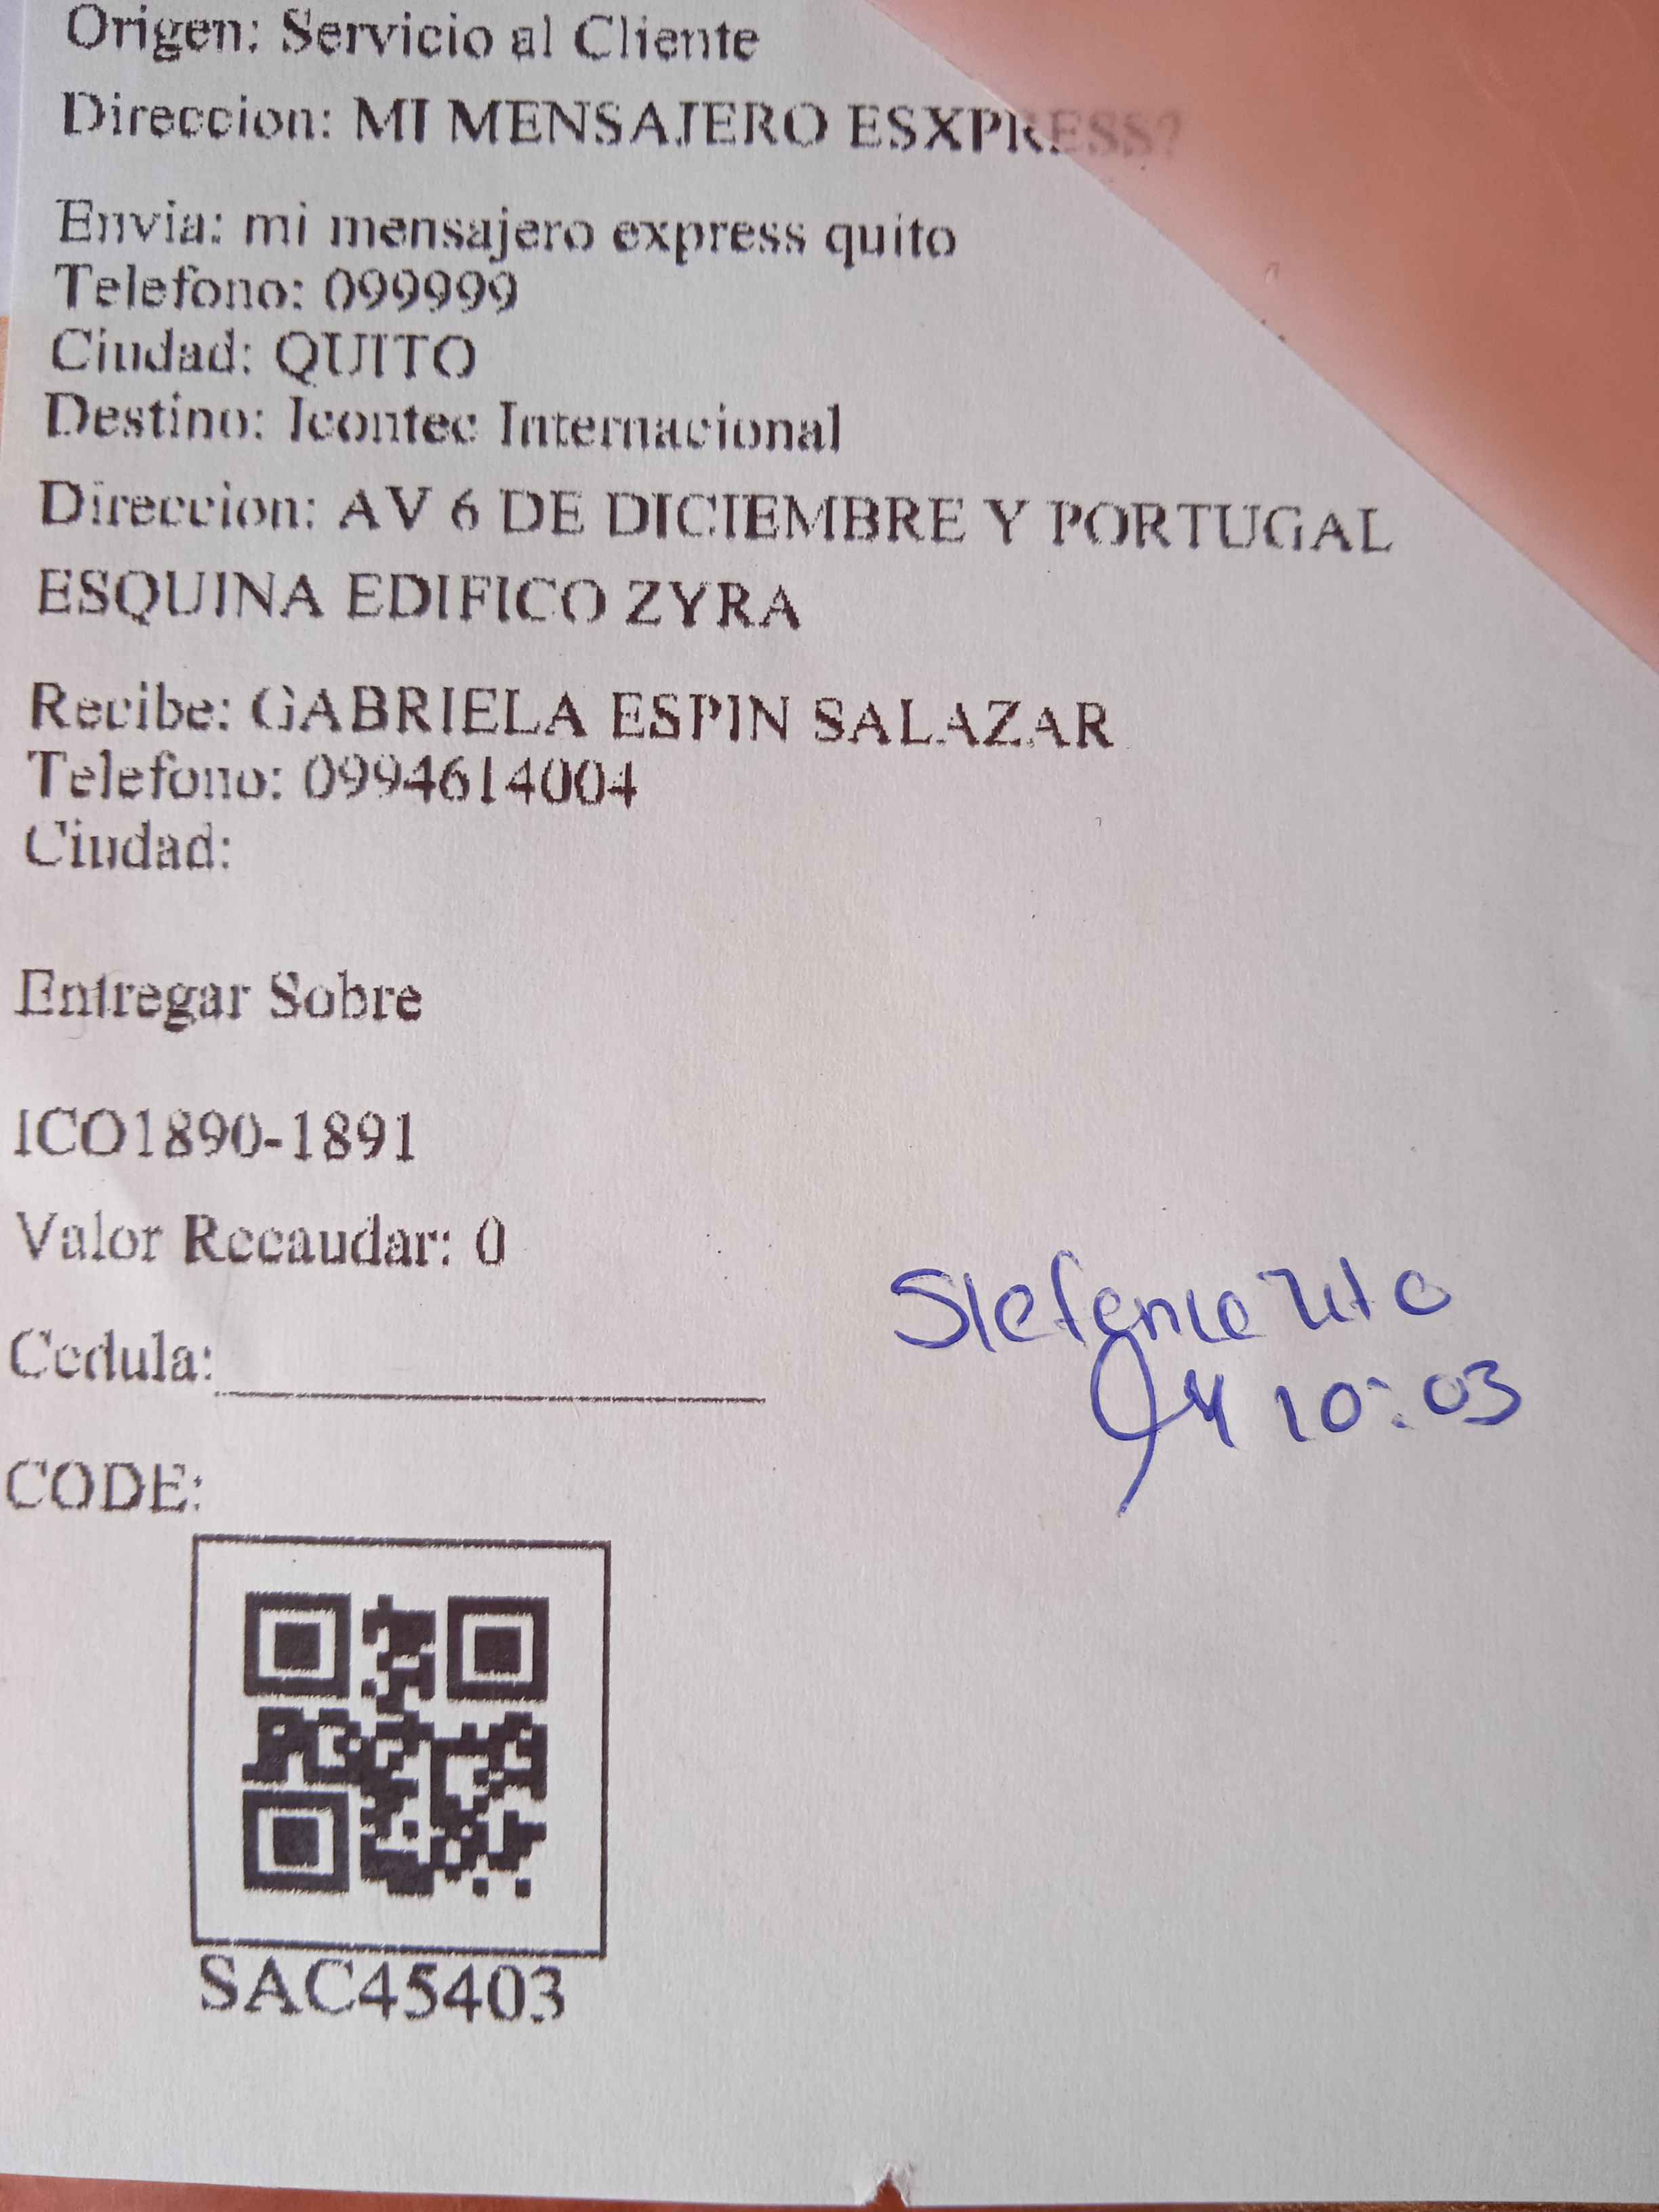 Origen: Servicio al Cliente
Direccion: MI MENSAJERO ESXPRESS?
Envia: mi mensajero express quito
Telefono: 099999
Ciudad: QUITO
Destino: Icontec Internacional
Direccion: AV 6 DE DICIEMBRE Y PORTUGAL
ESQUINA EDIFICO ZYRA
Recibe: GABRIELA ESPIN SALAZAR
Telefono: 0994614004
Ciudad:
Entregar Sobre
ICO1890-1891
Valor Recaudar: 0
Cedula:
10:03
CODE:
SAC45403